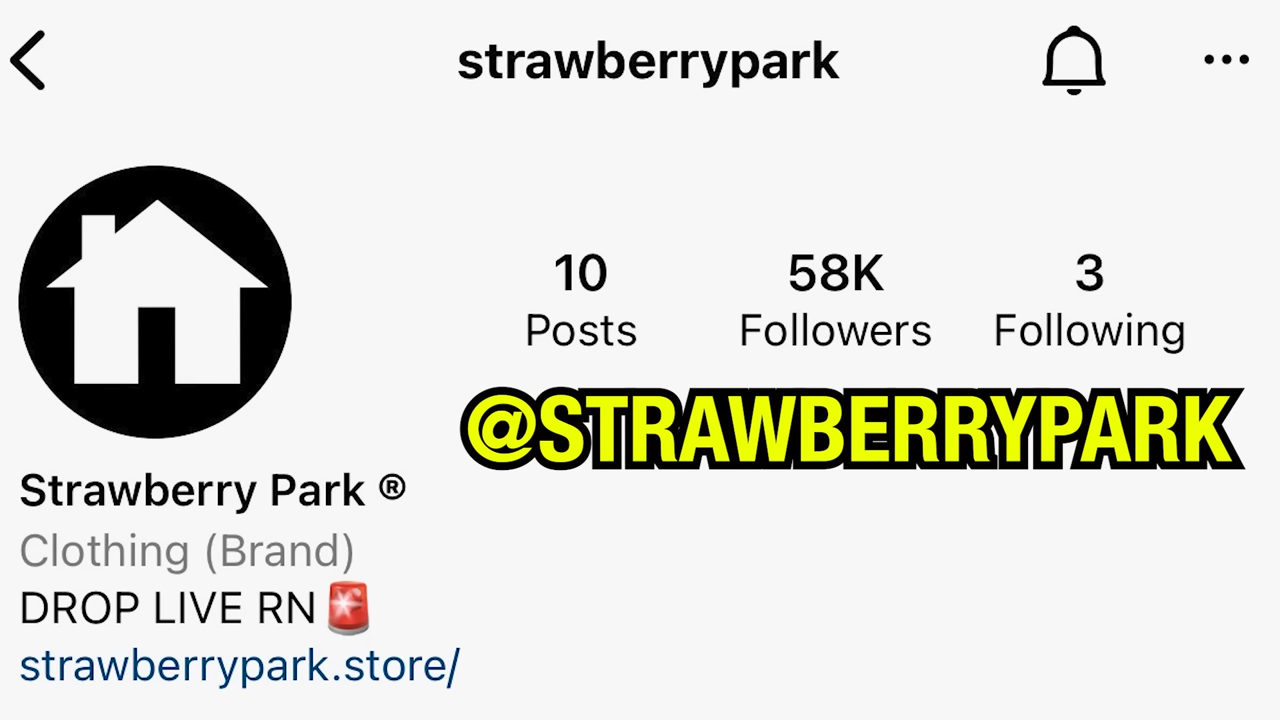 strawberrypark
10 58K 3
Posts Followers Following
@STRAWBERRYPARK
Strawberry Park ®
Clothing (Brand)
DROP LIVE RN🚨
strawberrypark.store/